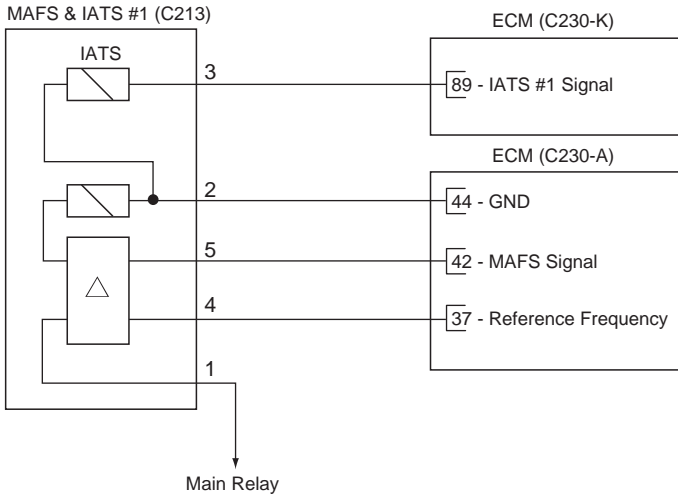 MAFS & IATS #1 (C213)
ECM (C230-K)
IATS
3
89 - IATS #1 Signal
ECM (C230-A)
2
44 - GND
5
42 - MAFS Signal
4
37 - Reference Frequency
1
Main Relay